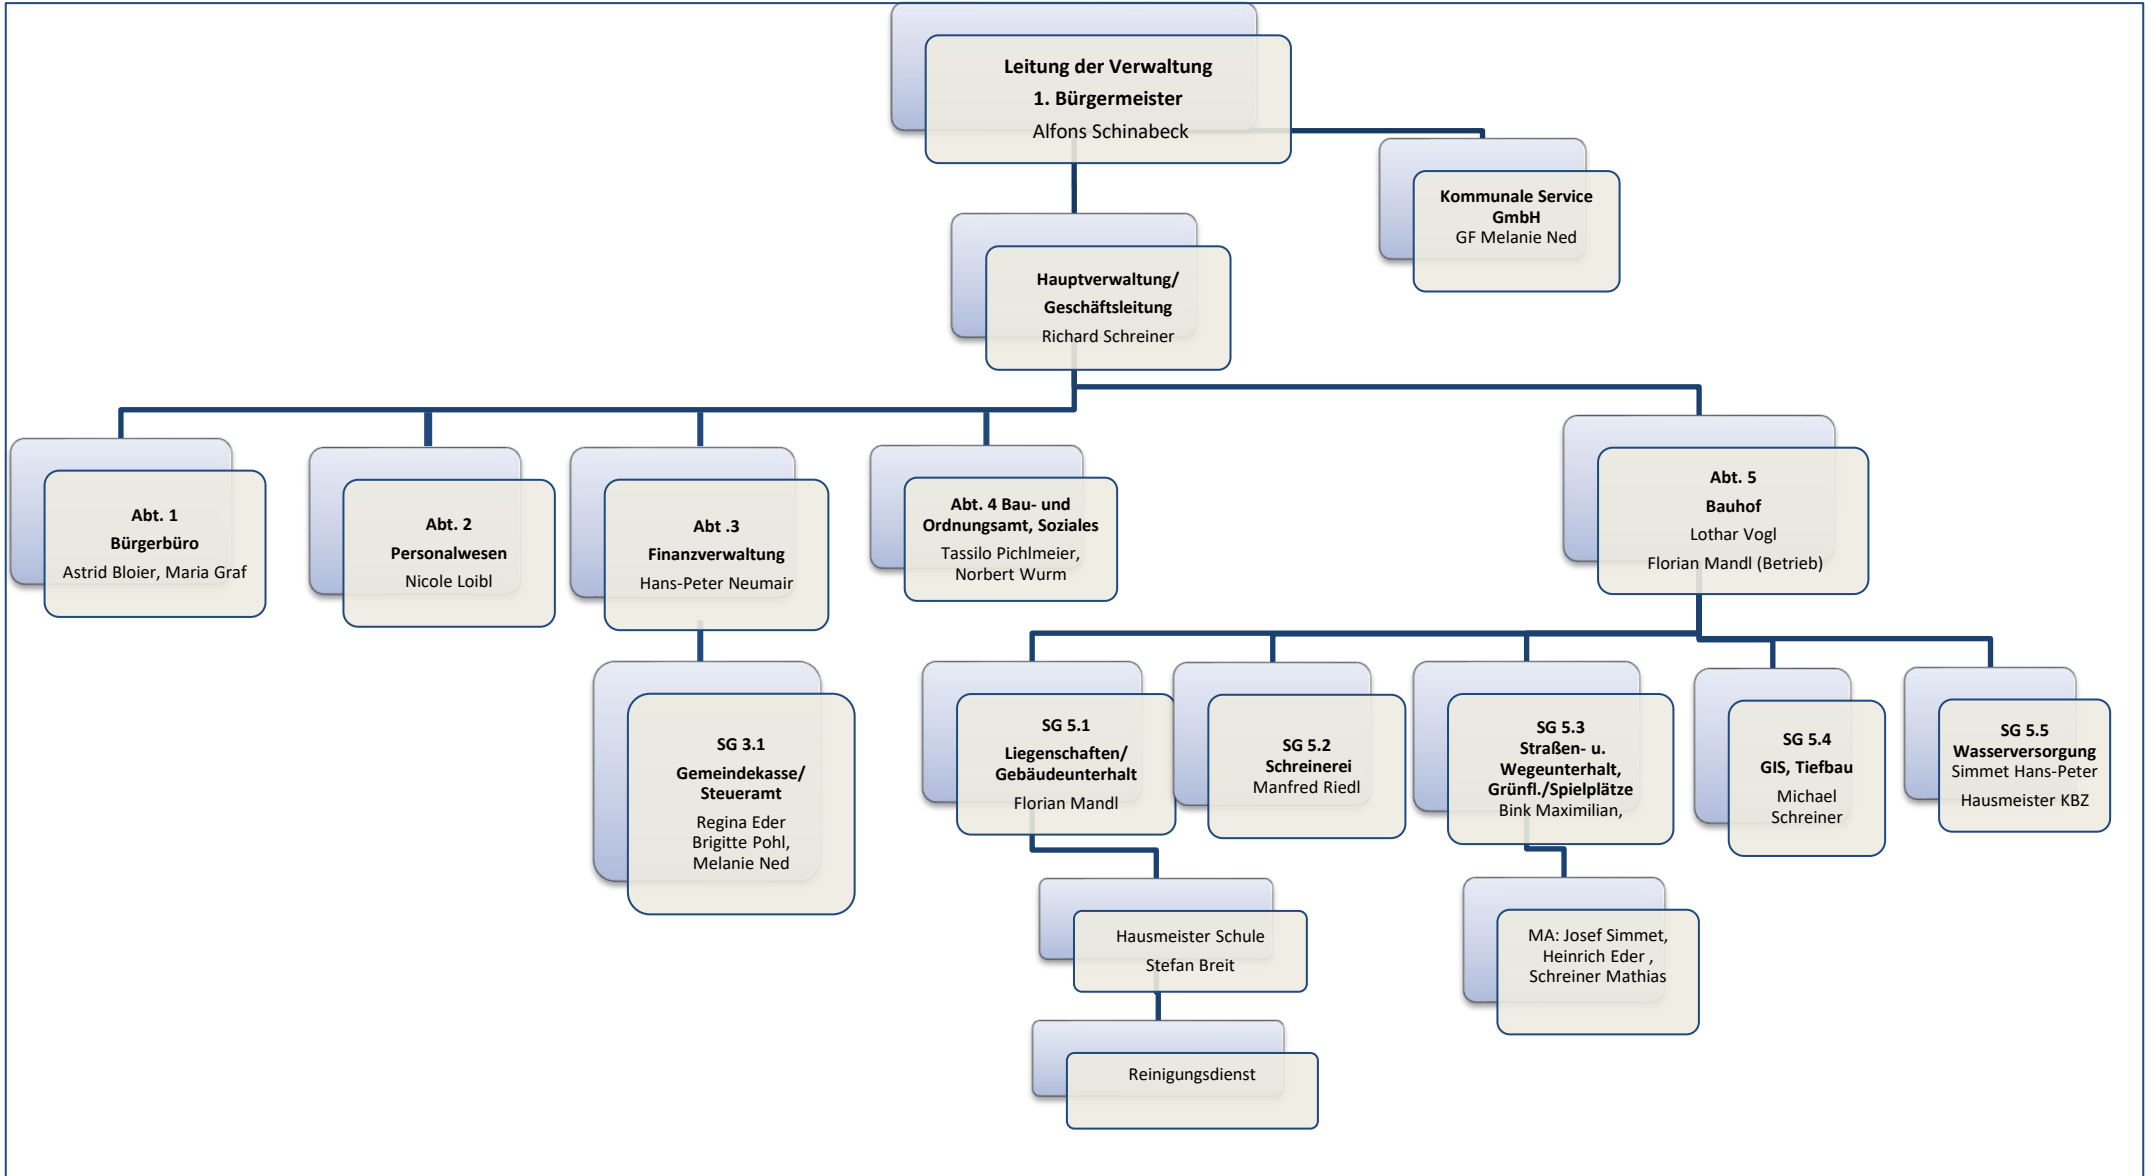 Leitung der Verwaltung
1. Bürgermeister
Alfons Schinabeck
Kommunale Service
GmbH
GF Melanie Ned
Hauptverwaltung/
Geschäftsleitung
Richard Schreiner
Abt. 1
Bürgerbüro
Astrid Bloier, Maria Graf
Abt. 2
Personalwesen
Nicole Loibl
Abt .3
Finanzverwaltung
Hans-Peter Neumair
Abt. 4 Bau- und
Ordnungsamt, Soziales
Tassilo Pichlmeier,
Norbert Wurm
Abt. 5
Bauhof
Lothar Vogl
Florian Mandl (Betrieb)
SG 3.1
Gemeindekasse/
Steueramt
Regina Eder
Brigitte Pohl,
Melanie Ned
SG 5.1
Liegenschaften/
Gebäudeunterhalt
Florian Mandl
SG 5.2
Schreinerei
Manfred Riedl
SG 5.3
Straßen- u.
Wegeunterhalt,
Grünfl./Spielplätze
Bink Maximilian,
SG 5.4
GIS, Tiefbau
Michael
Schreiner
SG 5.5
Wasserversorgung
Simmet Hans-Peter
Hausmeister KBZ
Hausmeister Schule
Stefan Breit
MA: Josef Simmet,
Heinrich Eder ,
Schreiner Mathias
Reinigungsdienst